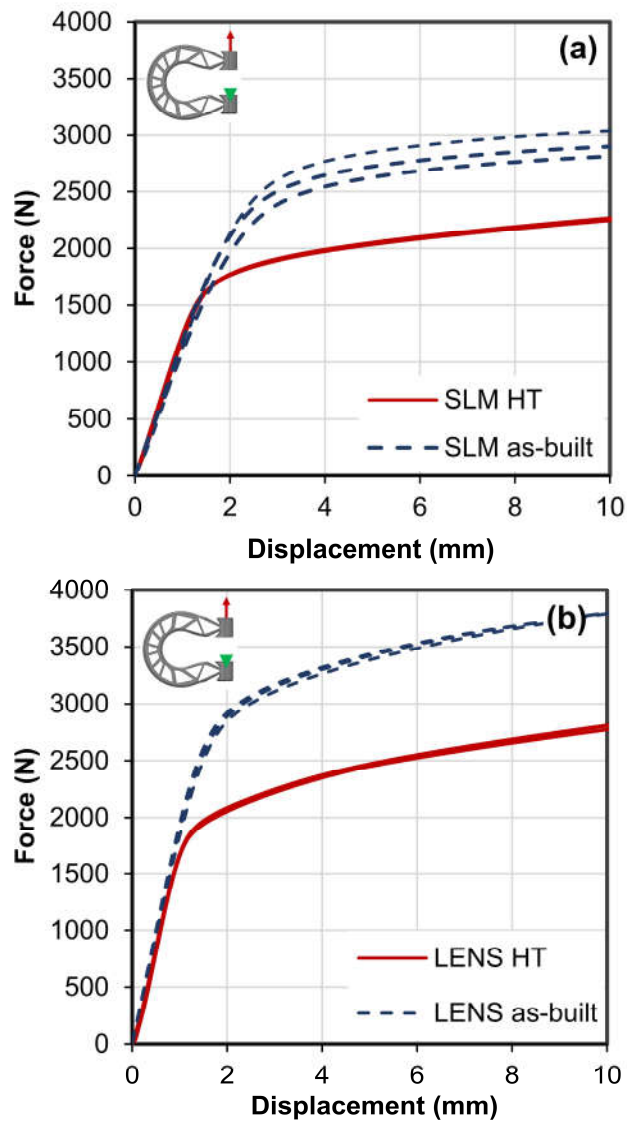 4000
3500
3000
2500
2000
1500
1000
500
0
Force (N)
(a)
SLM HT
SLM as-built
0 2 4 6 8 10
Displacement (mm)
4000
3500
3000
2500
2000
1500
1000
500
0
Force (N)
(b)
LENS HT
LENS as-built
0 2 4 6 8 10
Displacement (mm)